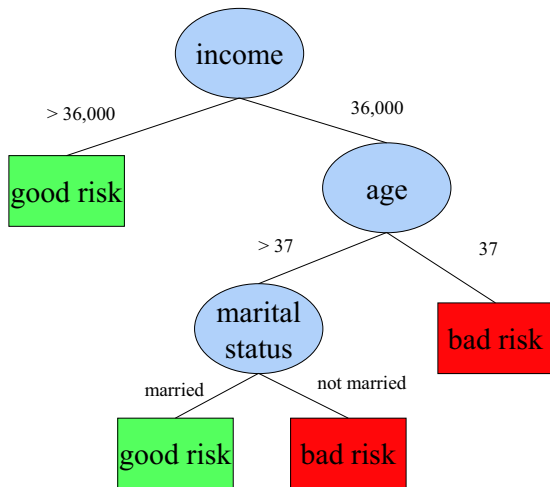 income
> 36,000
36,000
good risk
age
> 37
37
marital
status
bad risk
married
not married
good risk
bad risk